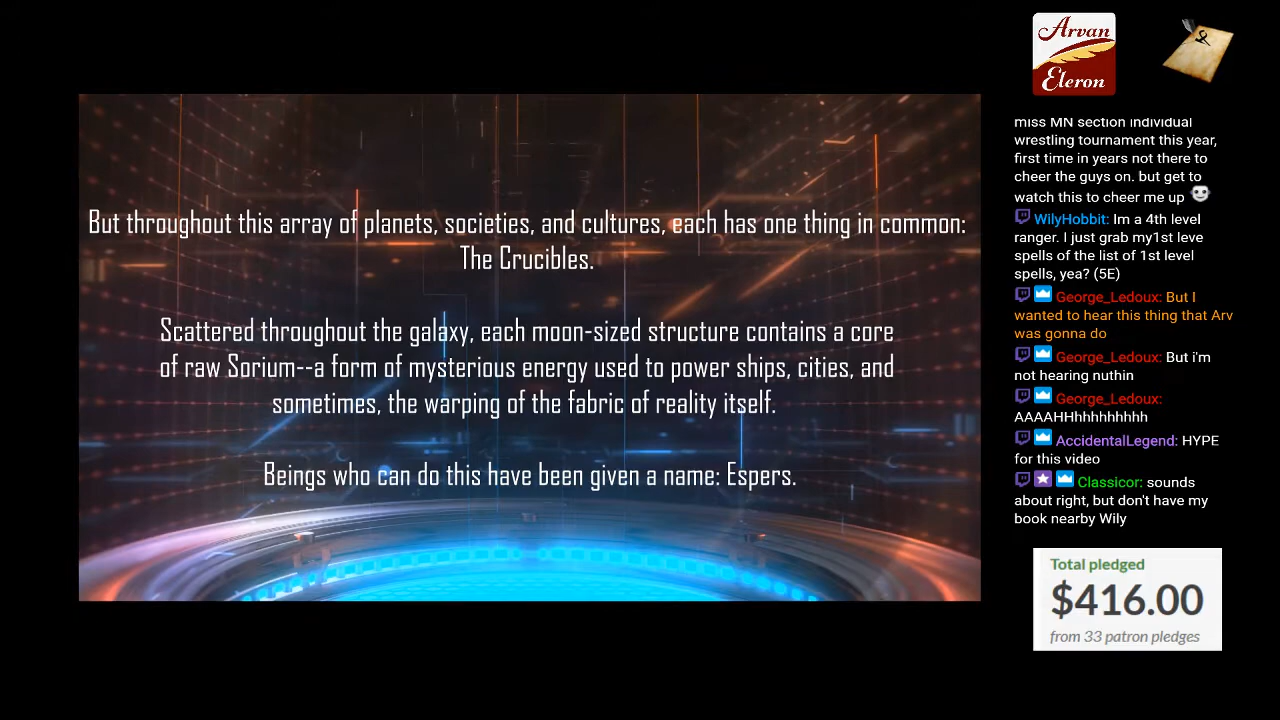 But throughout this array of planets, societies, and cultures, each has one thing in common:
The Crucibles.
Scattered throughout the galaxy, each moon-sized structure contains a core
of raw Sorium--a form of mysterious energy used to power ships, cities, and
sometimes, the warping of the fabric of reality itself.
Beings who can do this have been given a name: Espers.
Arvan
Eleron
miss MN section individual
wrestling tournament this year,
first time in years not there to
cheer the guys on. but get to
watch this to cheer me up
WilyHobbit: Im a 4th level
ranger. I just grab my1st leve
spells of the list of 1st level
spells, yea? (5E)
George_Ledoux: But I
wanted to hear this thing that Arv
was gonna do
George_Ledoux: But i'm
not hearing nuthin
George_Ledoux:
AAAAHHhhhhhhhhh
AccidentalLegend: HYPE
for this video
Classicor: sounds
about right, but don't have my
book nearby Wily
Total pledged
$416.00
from 33 patron pledges